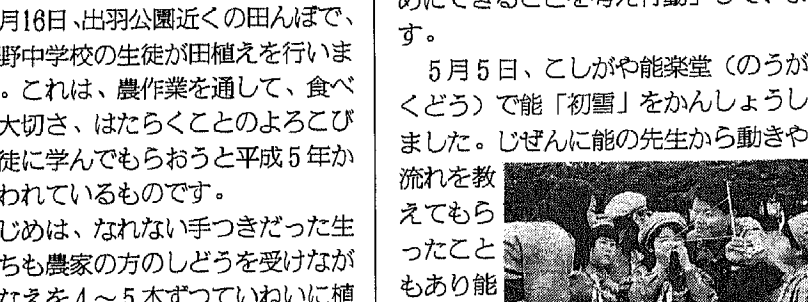 月16日、出羽公園近くの田んぼで、
野中学校の生徒が田植えを行いま
。これは、農作業を通して、食べ
大切さ、はたらくことのよろこび
徒に学んでもらおうと平成5年か
われているものです。
じめは、なれない手つきだった生
ちも農家の方のしどうを受けなが
なえを4～5本ずつていねいに植
めにできることを考え行動」して、
す。
5月5日、こしがや能楽堂（のうが
くどう）で能「初雪」をかんしょうし
ました。じぜんに能の先生から動きや
流れを教
えてもら
ったこと
もあり能